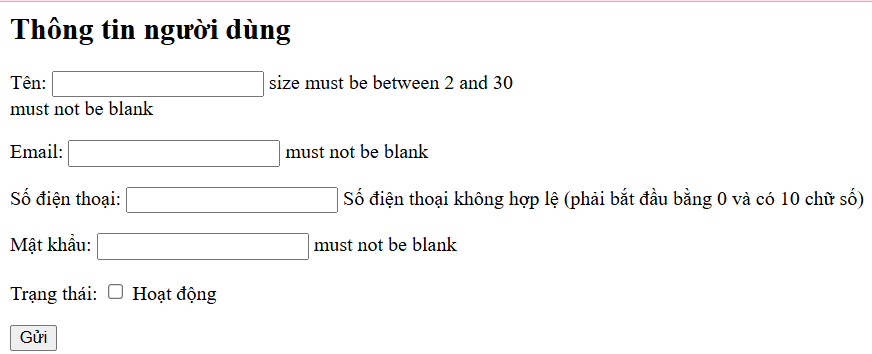 Thông tin người dùng
Tên: size must be between 2 and 30
must not be blank
Email: must not be blank
Số điện thoại: Số điện thoại không hợp lệ (phải bắt đầu bằng 0 và có 10 chữ số)
Mật khẩu: must not be blank
Trạng thái: Hoạt động
Gửi